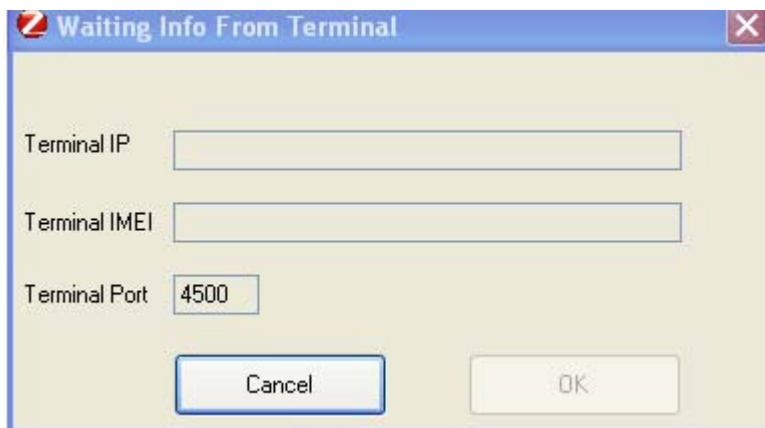 Waiting Info From Terminal
Terminal IP
Terminal IMEI
Terminal Port 4500
Cancel OK